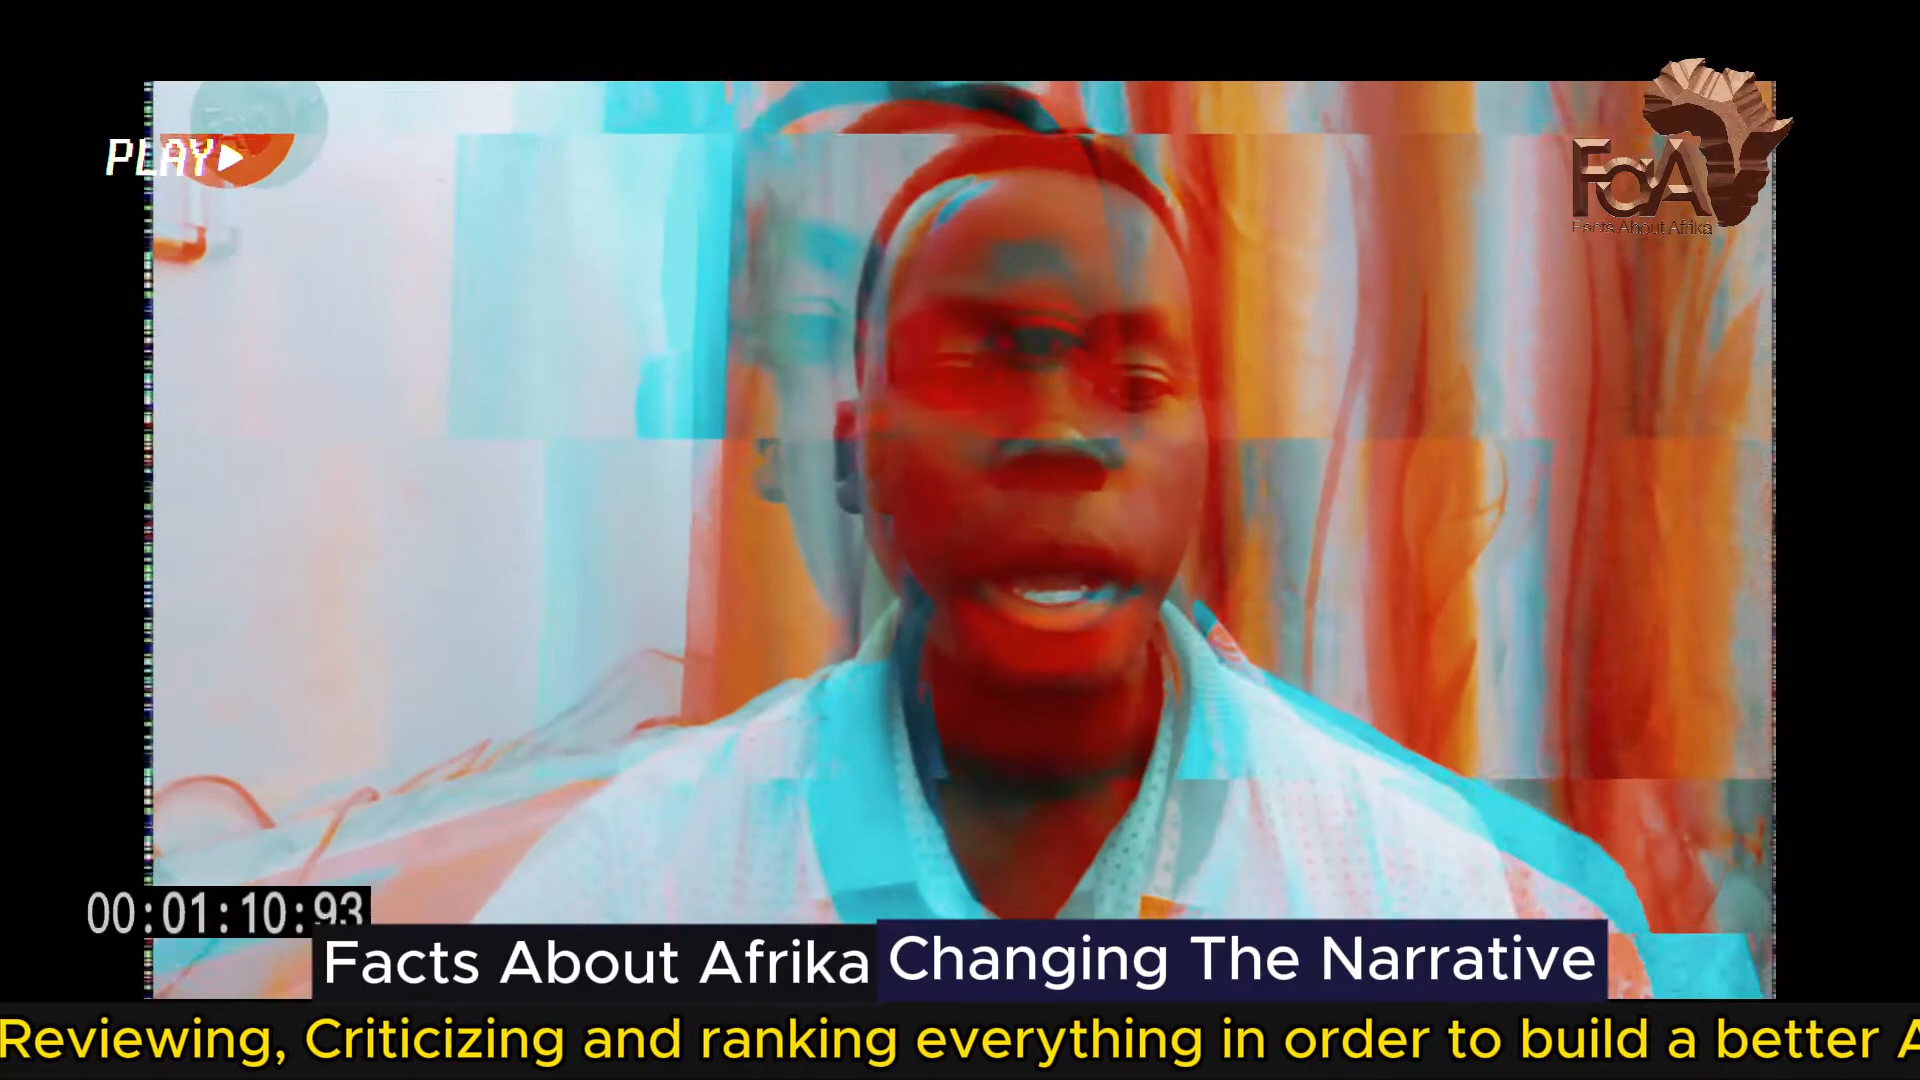 PLAY
FaA
Facts About Afrika
00:01:10:93
Facts About Afrika
Changing The Narrative
Reviewing, Criticizing and ranking everything in order to build a better A